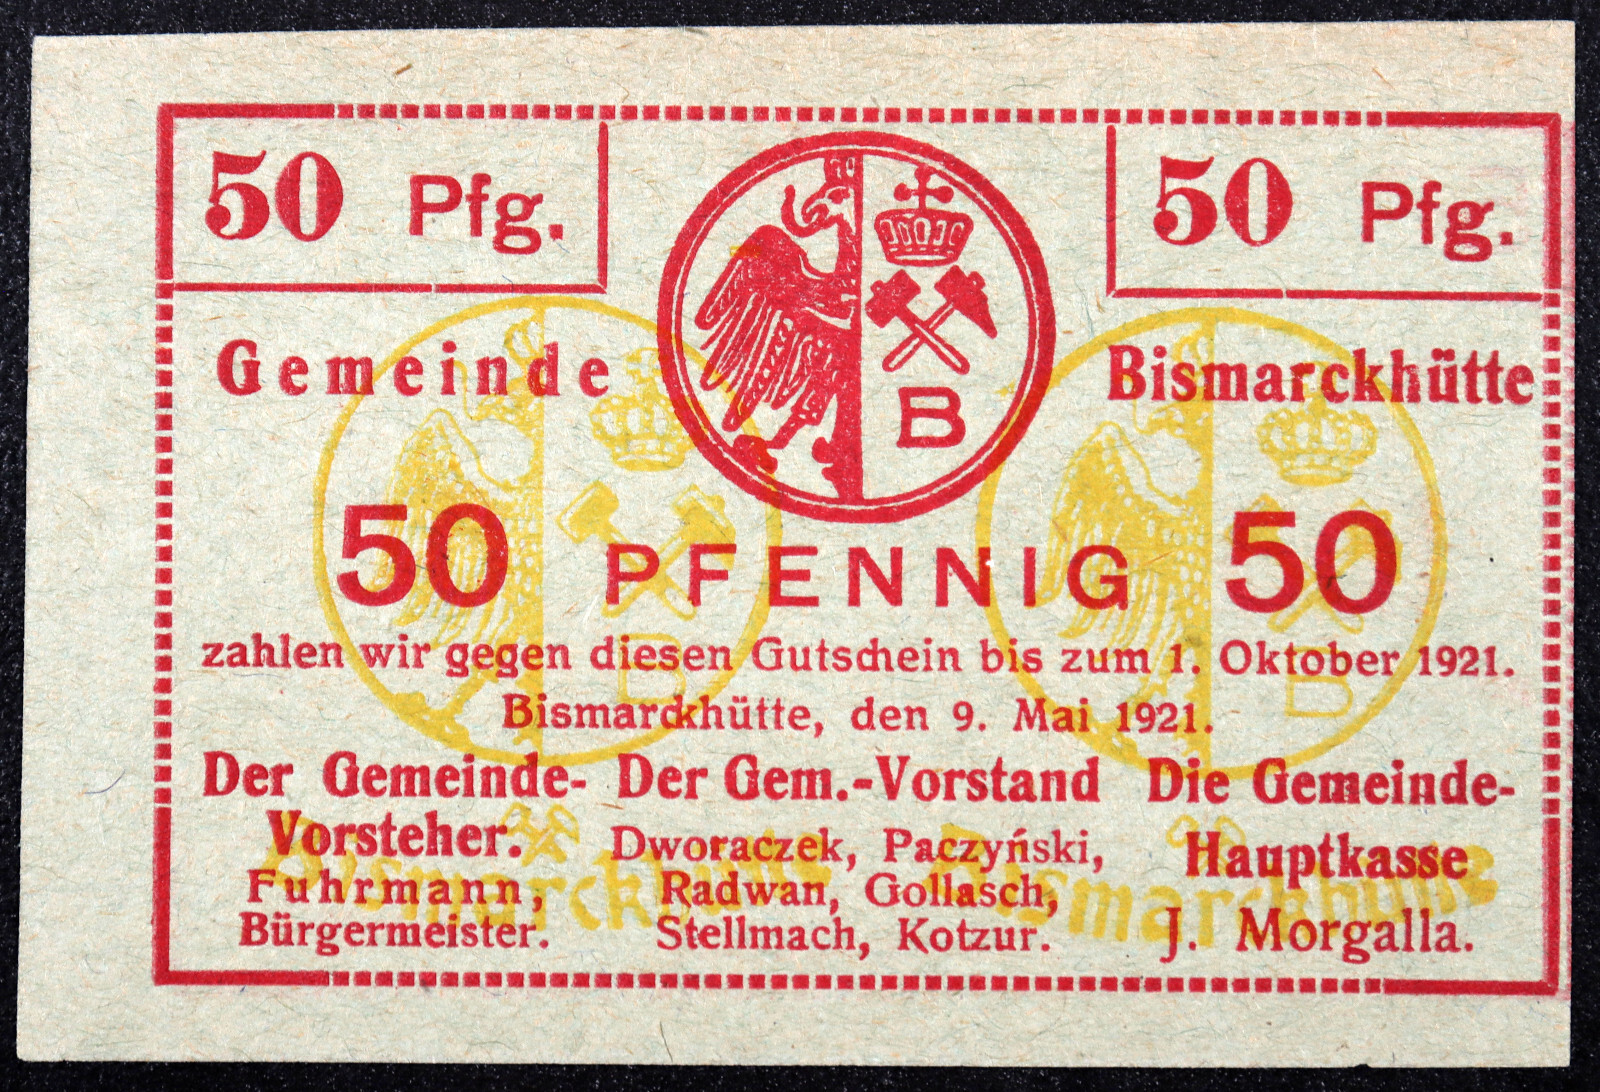 50 Pfg.
50 Pfg.
B
Gemeinde Bismarckhütte
50 PFENNIG 50
zahlen wir gegen diesen Gutschein bis zum 1. Oktober 1921.
Bismarckhütte, den 9. Mai 1921.
Der Gemeinde-
Vorsteher.
Fuhrmann,
Bürgermeister.
Der Gem.-Vorstand
Dworaczek, Paczyński,
Radwan, Gollasch,
Stellmach, Kotzur.
Die Gemeinde-
Hauptkasse
J. Morgalla.
B
B
Bismarckhütte
Bismarckhütte